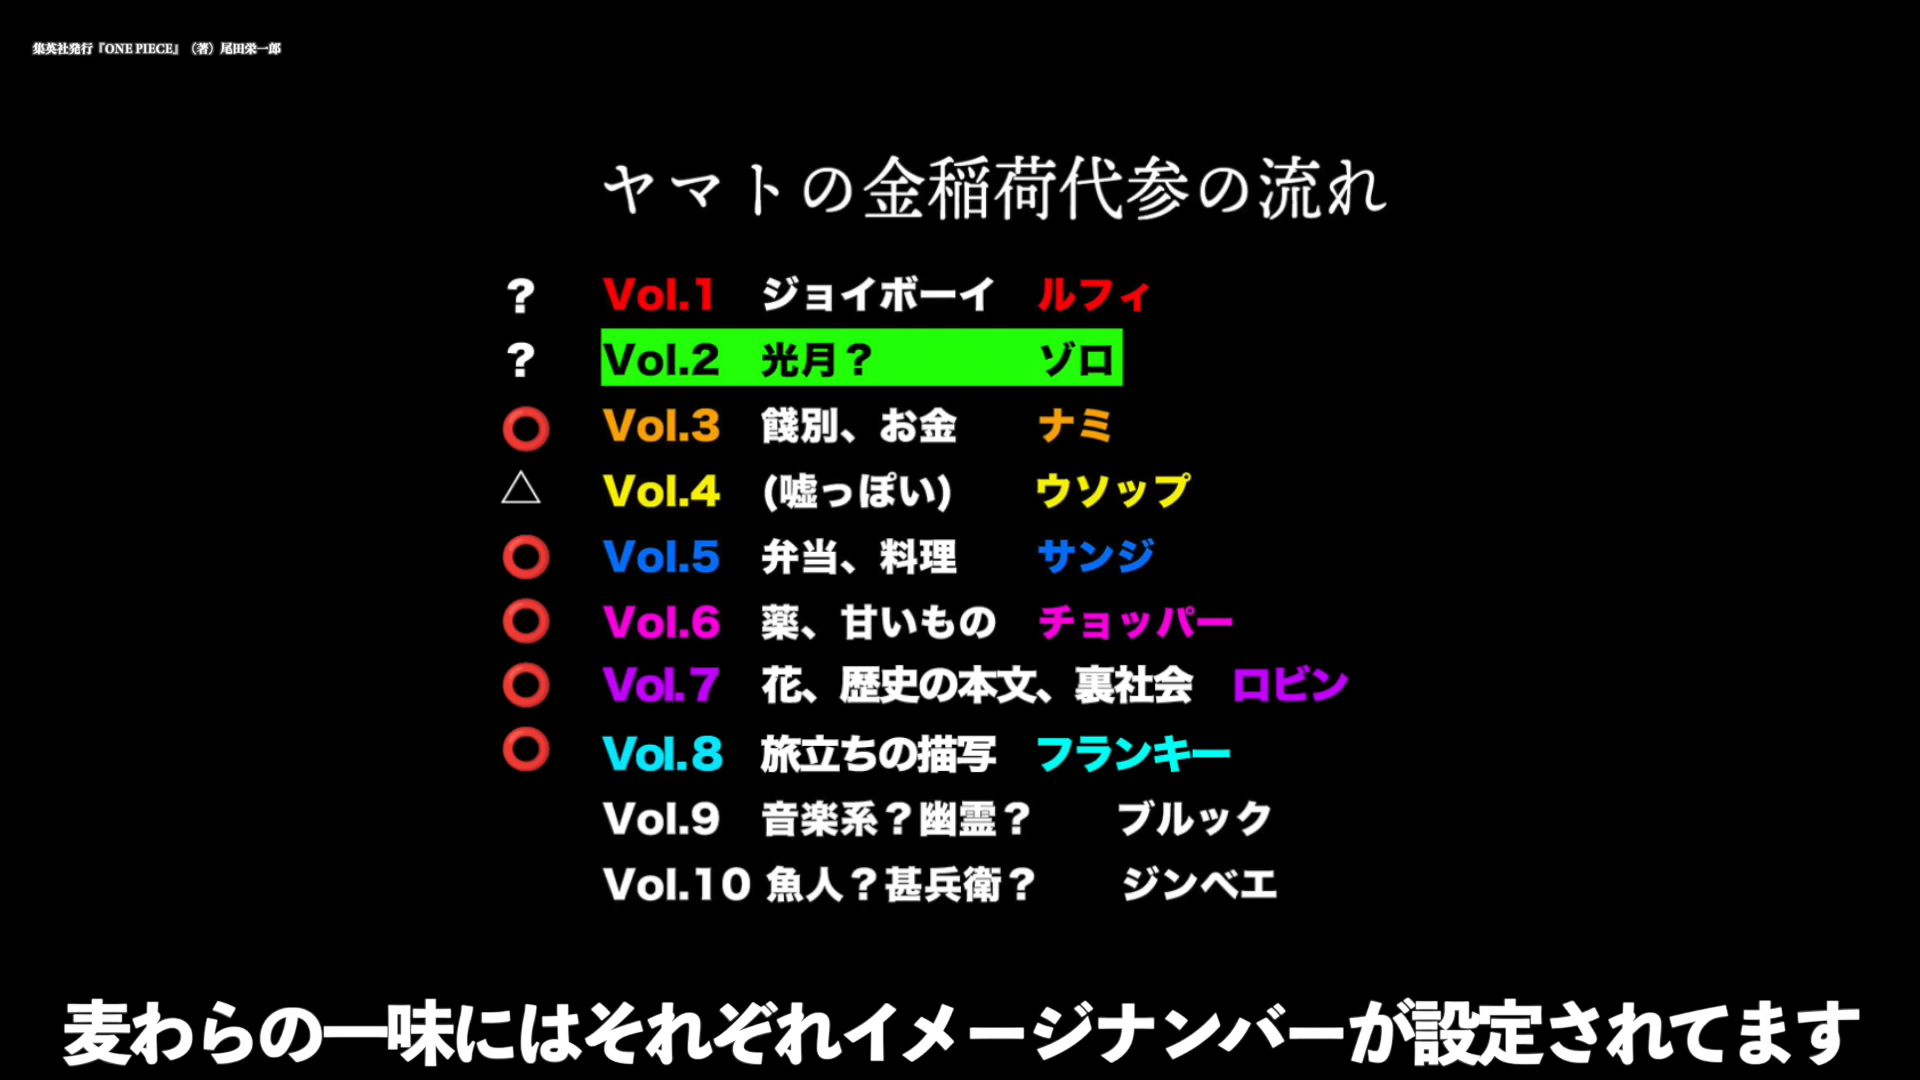 集英社発行『ONE PIECE』（著）尾田栄一郎
ヤマトの金稲荷代参の流れ
? Vol.1 ジョイボーイ ルフィ
? Vol.2 光月？ ゾロ
⭕ Vol.3 餞別、お金 ナミ
△ Vol.4 (嘘っぽい) ウソップ
⭕ Vol.5 弁当、料理 サンジ
⭕ Vol.6 薬、甘いもの チョッパー
⭕ Vol.7 花、歴史の本文、裏社会 ロビン
⭕ Vol.8 旅立ちの描写 フランキー
Vol.9 音楽系？幽霊？ ブルック
Vol.10 魚人？甚兵衛？ ジンベエ
麦わらの一味にはそれぞれイメージナンバーが設定されてます